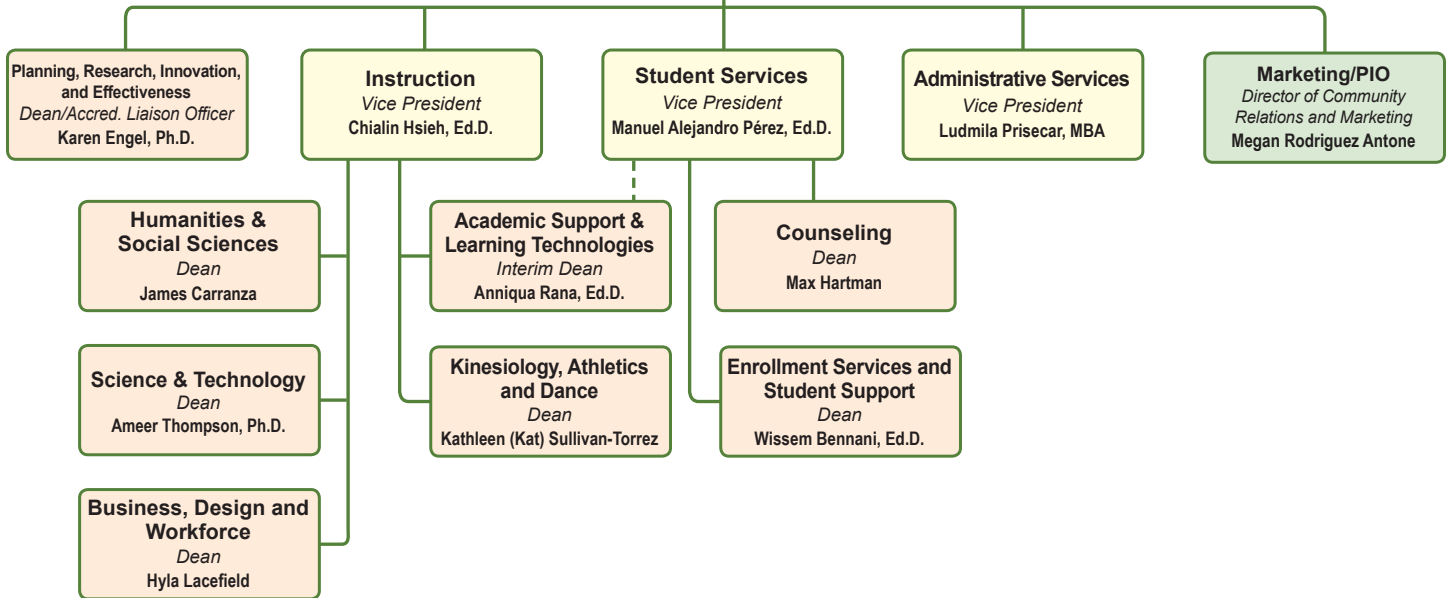 Planning, Research, Innovation,
and Effectiveness
Dean/Accred. Liaison Officer
Karen Engel, Ph.D.
Instruction
Vice President
Chialin Hsieh, Ed.D.
Student Services
Vice President
Manuel Alejandro Pérez, Ed.D.
Administrative Services
Vice President
Ludmila Prisecar, MBA
Marketing/PIO
Director of Community
Relations and Marketing
Megan Rodriguez Antone
Humanities &
Social Sciences
Dean
James Carranza
Academic Support &
Learning Technologies
Interim Dean
Anniqua Rana, Ed.D.
Counseling
Dean
Max Hartman
Science & Technology
Dean
Ameer Thompson, Ph.D.
Kinesiology, Athletics
and Dance
Dean
Kathleen (Kat) Sullivan-Torrez
Enrollment Services and
Student Support
Dean
Wissem Bennani, Ed.D.
Business, Design and
Workforce
Dean
Hyla Lacefield